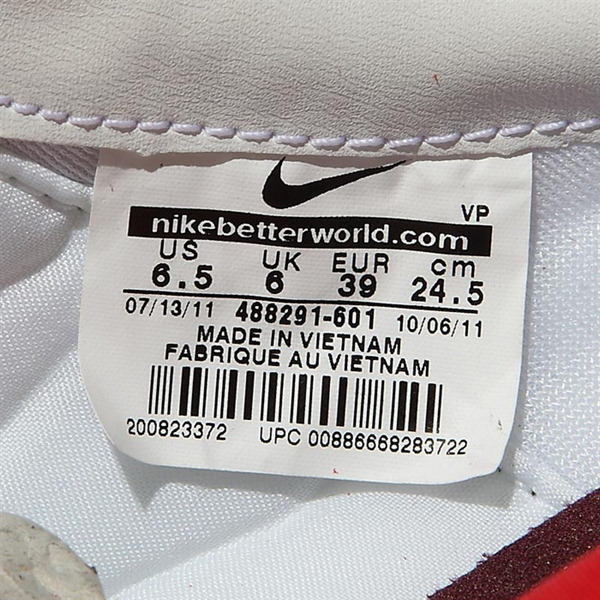 VP
nikebetterworld.com
US UK EUR cm
6.5 6 39 24.5
07/13/11 488291-601 10/06/11
MADE IN VIETNAM
FABRIQUE AU VIETNAM
200823372 UPC 00886668283722